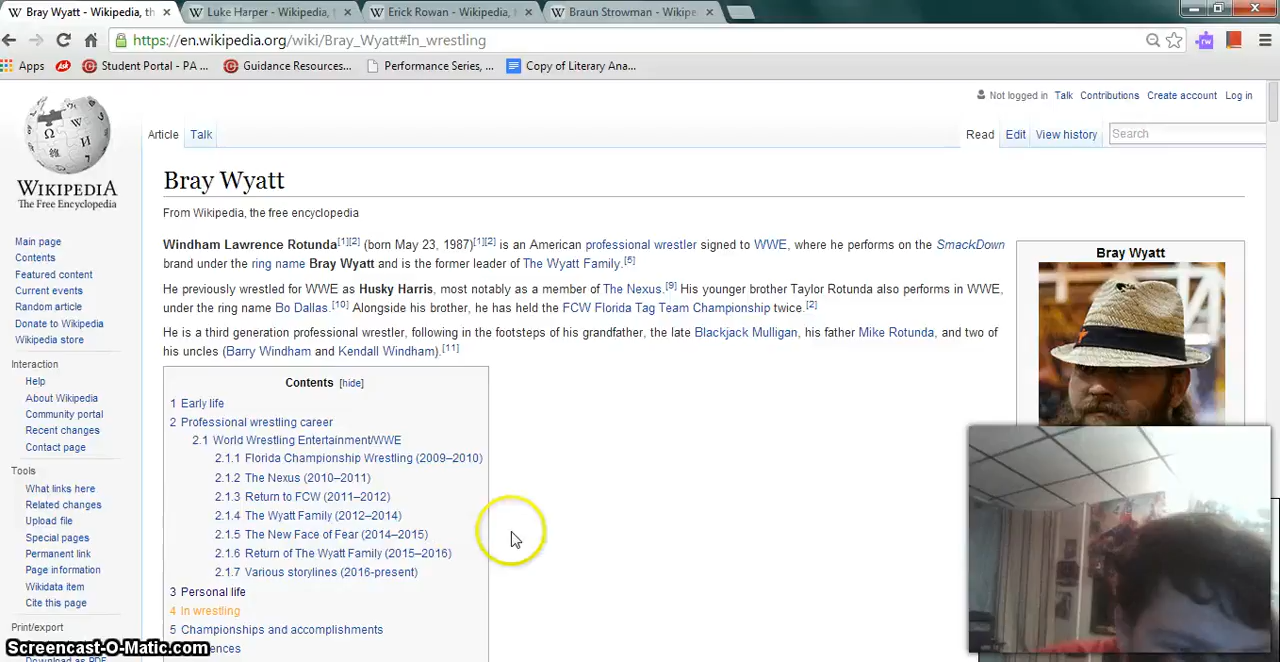 Bray Wyatt - Wikipedia, th
Luke Harper - Wikipedia,
Erick Rowan - Wikipedia,
Braun Strowman - Wikipe
https://en.wikipedia.org/wiki/Bray_Wyatt#In_wrestling
Apps
Ask
Student Portal - PA ...
Guidance Resources...
Performance Series, ...
Copy of Literary Ana...
Not logged in Talk Contributions Create account Log in
Article Talk
Read Edit View history Search
WIKIPEDIA
The Free Encyclopedia
Main page
Contents
Featured content
Current events
Random article
Donate to Wikipedia
Wikipedia store
Interaction
Help
About Wikipedia
Community portal
Recent changes
Contact page
Tools
What links here
Related changes
Upload file
Special pages
Permanent link
Page information
Wikidata item
Cite this page
Print/export
Download as PDF
Bray Wyatt
From Wikipedia, the free encyclopedia
Windham Lawrence Rotunda[1][2] (born May 23, 1987)[1][2] is an American professional wrestler signed to WWE, where he performs on the SmackDown
brand under the ring name Bray Wyatt and is the former leader of The Wyatt Family.[5]
He previously wrestled for WWE as Husky Harris, most notably as a member of The Nexus.[9] His younger brother Taylor Rotunda also performs in WWE,
under the ring name Bo Dallas.[10] Alongside his brother, he has held the FCW Florida Tag Team Championship twice.[2]
He is a third generation professional wrestler, following in the footsteps of his grandfather, the late Blackjack Mulligan, his father Mike Rotunda, and two of
his uncles (Barry Windham and Kendall Windham).[11]
Contents [hide]
1 Early life
2 Professional wrestling career
2.1 World Wrestling Entertainment/WWE
2.1.1 Florida Championship Wrestling (2009–2010)
2.1.2 The Nexus (2010–2011)
2.1.3 Return to FCW (2011–2012)
2.1.4 The Wyatt Family (2012–2014)
2.1.5 The New Face of Fear (2014–2015)
2.1.6 Return of The Wyatt Family (2015–2016)
2.1.7 Various storylines (2016-present)
3 Personal life
4 In wrestling
5 Championships and accomplishments
Bray Wyatt
Screencast-O-Matic.com